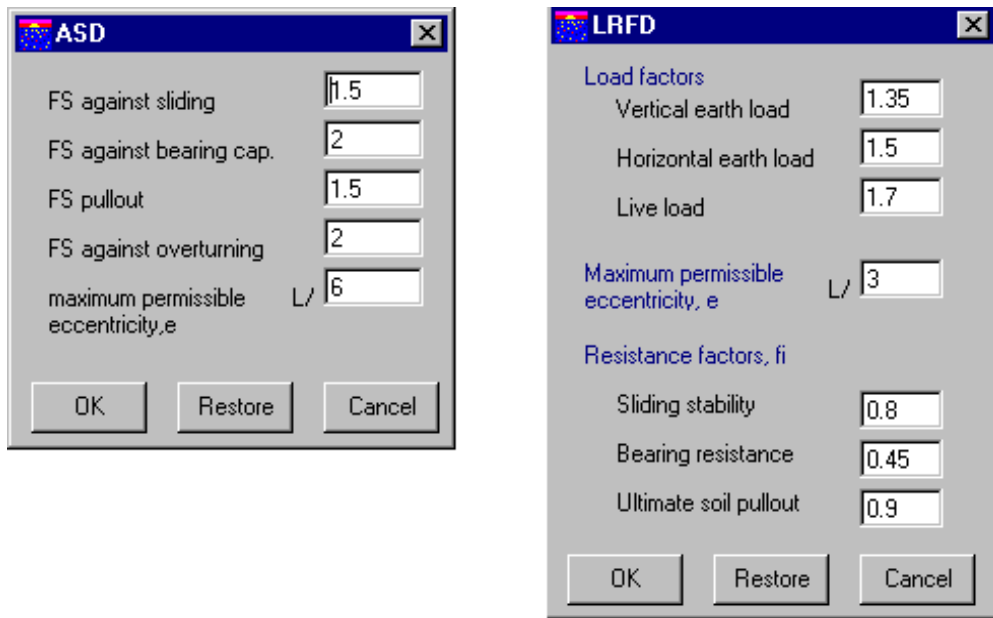 ASD
FS against sliding 1.5
FS against bearing cap. 2
FS pullout 1.5
FS against overturning 2
maximum permissible L/ 6
eccentricity,e
OK Restore Cancel
LRFD
Load factors
Vertical earth load 1.35
Horizontal earth load 1.5
Live load 1.7
Maximum permissible L/ 3
eccentricity, e
Resistance factors, fi
Sliding stability 0.8
Bearing resistance 0.45
Ultimate soil pullout 0.9
OK Restore Cancel